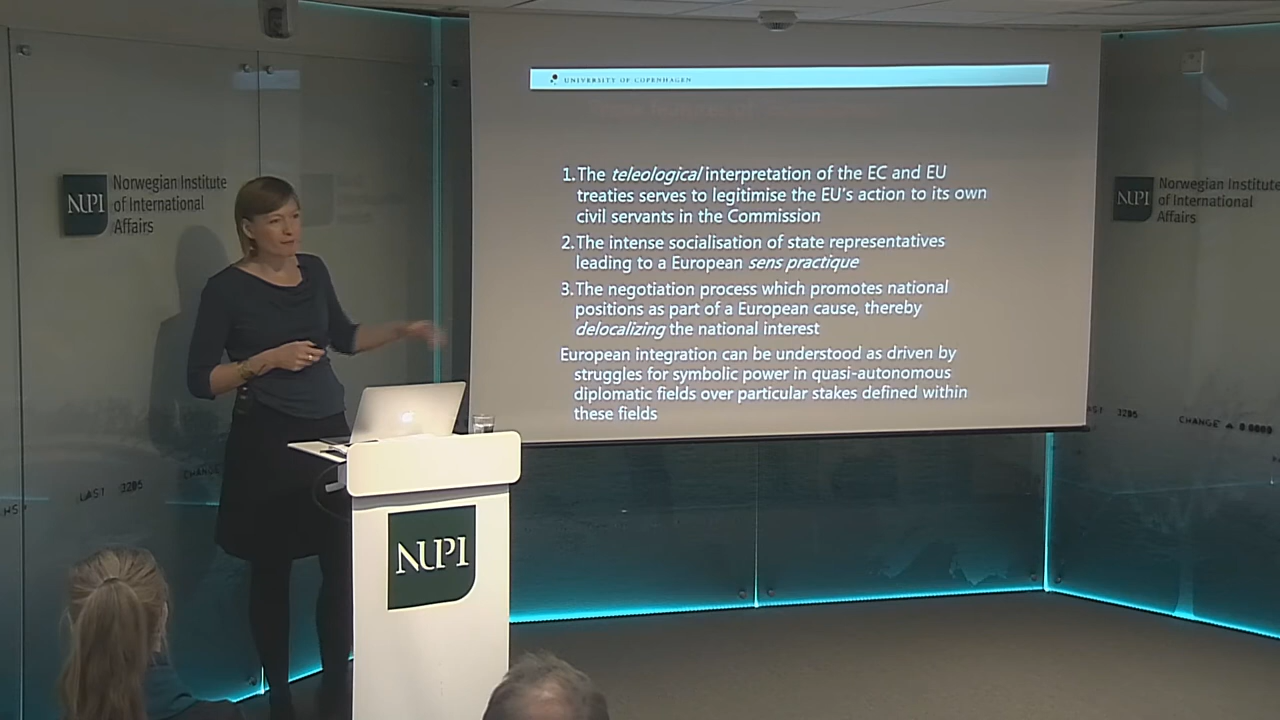 UNIVERSITY OF COPENHAGEN
1. The teleological interpretation of the EC and EU
treaties serves to legitimise the EU's action to its own
civil servants in the Commission
2. The intense socialisation of state representatives
leading to a European sens practique
3. The negotiation process which promotes national
positions as part of a European cause, thereby
delocalizing the national interest
European integration can be understood as driven by
struggles for symbolic power in quasi-autonomous
diplomatic fields over particular stakes defined within
these fields
NUPI
Norwegian Institute
of International
Affairs
NUPI
Norwegian Institute
of International
Affairs
LAST 3205
CHANGE
3205
CHANGE
NUPI